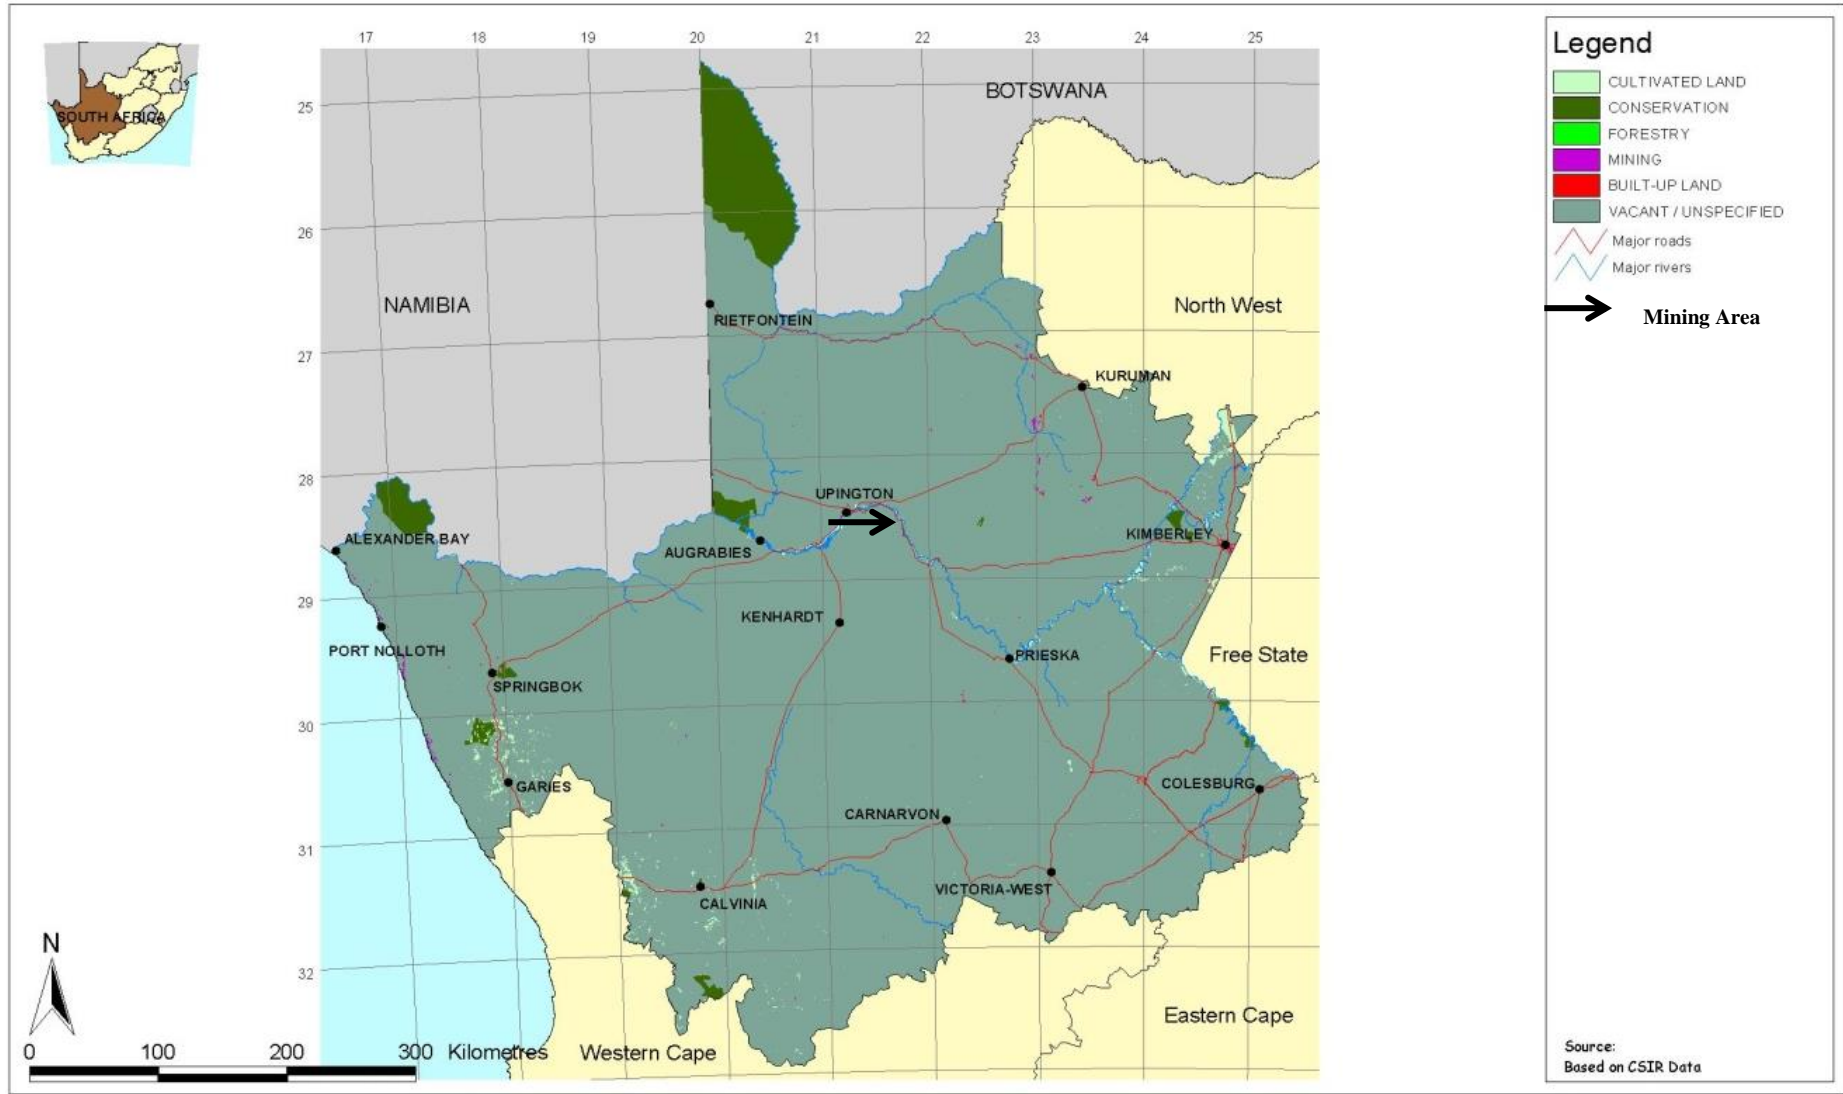 17 18 19 20 21 22 23 24 25
Legend
CULTIVATED LAND
CONSERVATION
FORESTRY
MINING
BUILT-UP LAND
VACANT / UNSPECIFIED
Major roads
Major rivers
Mining Area
SOUTH AFRICA
BOTSWANA
25
26
NAMIBIA
North West
RIETFONTEIN
27
KURUMAN
28
UPINGTON
ALEXANDER BAY
KIMBERLEY
AUGRABIES
29
KENHARDT
PORT NOLLOTH
PRIESKA
Free State
SPRINGBOK
30
GARIES
COLESBURG
CARNARVON
31
VICTORIA-WEST
CALVINIA
N
32
Eastern Cape
0 100 200 300 Kilometres
Western Cape
Source:
Based on CSIR Data